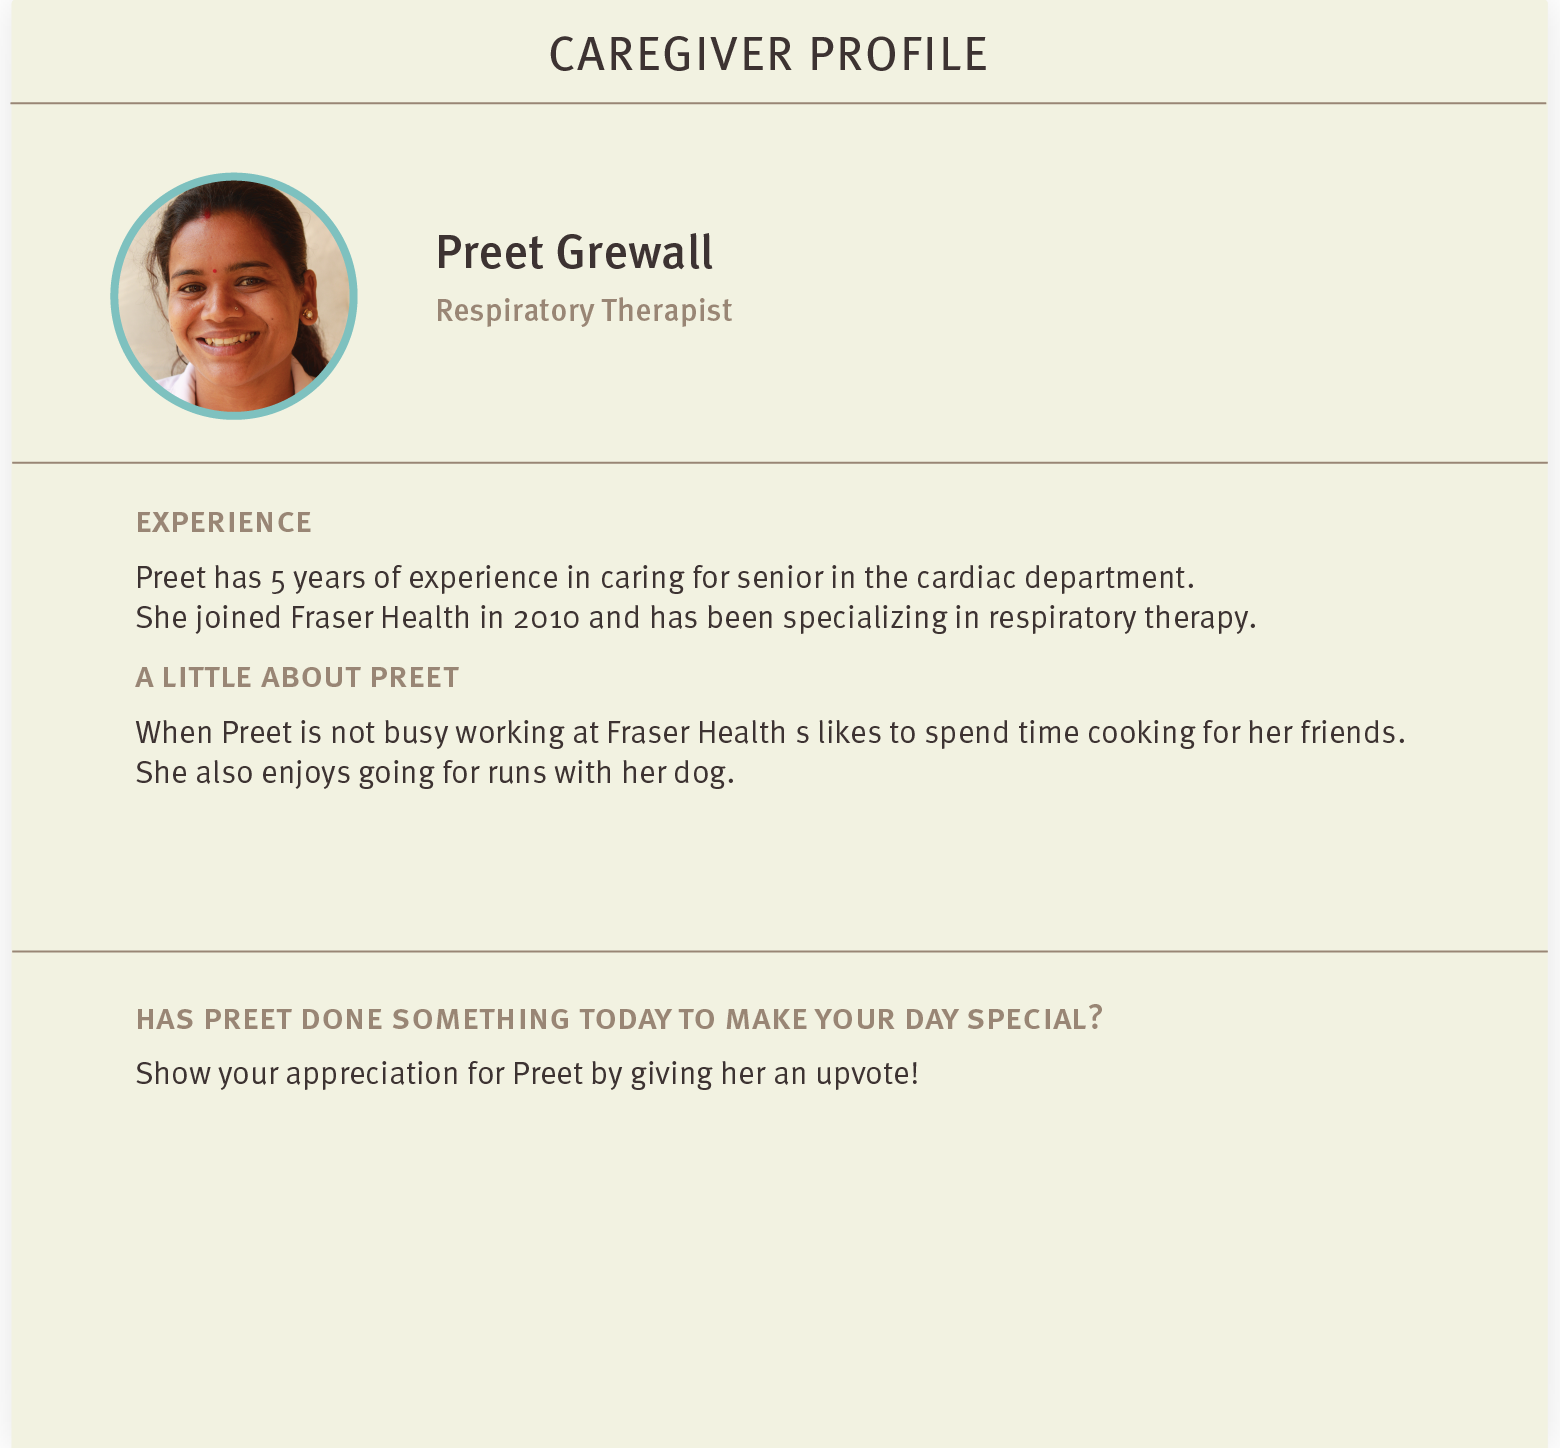 CAREGIVER PROFILE
Preet Grewall
Respiratory Therapist
EXPERIENCE
Preet has 5 years of experience in caring for senior in the cardiac department.
She joined Fraser Health in 2010 and has been specializing in respiratory therapy.
A LITTLE ABOUT PREET
When Preet is not busy working at Fraser Health s likes to spend time cooking for her friends.
She also enjoys going for runs with her dog.
HAS PREET DONE SOMETHING TODAY TO MAKE YOUR DAY SPECIAL?
Show your appreciation for Preet by giving her an upvote!